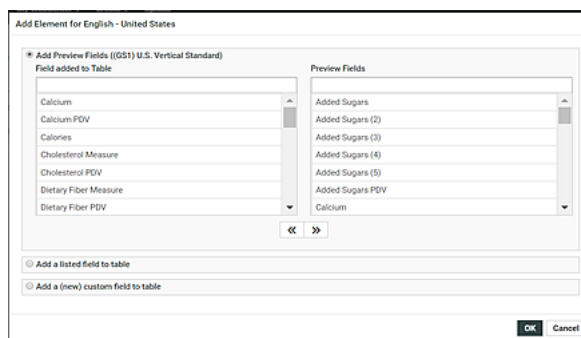 Add Element for English - United States
Add Preview Fields ((GS1) U.S. Vertical Standard)
Field added to Table
Preview Fields
Calcium
Calcium PDV
Calories
Cholesterol Measure
Cholesterol PDV
Dietary Fiber Measure
Dietary Fiber PDV
Added Sugars
Added Sugars (2)
Added Sugars (3)
Added Sugars (4)
Added Sugars (5)
Added Sugars PDV
Calcium
« »
Add a listed field to table
Add a (new) custom field to table
OK Cancel